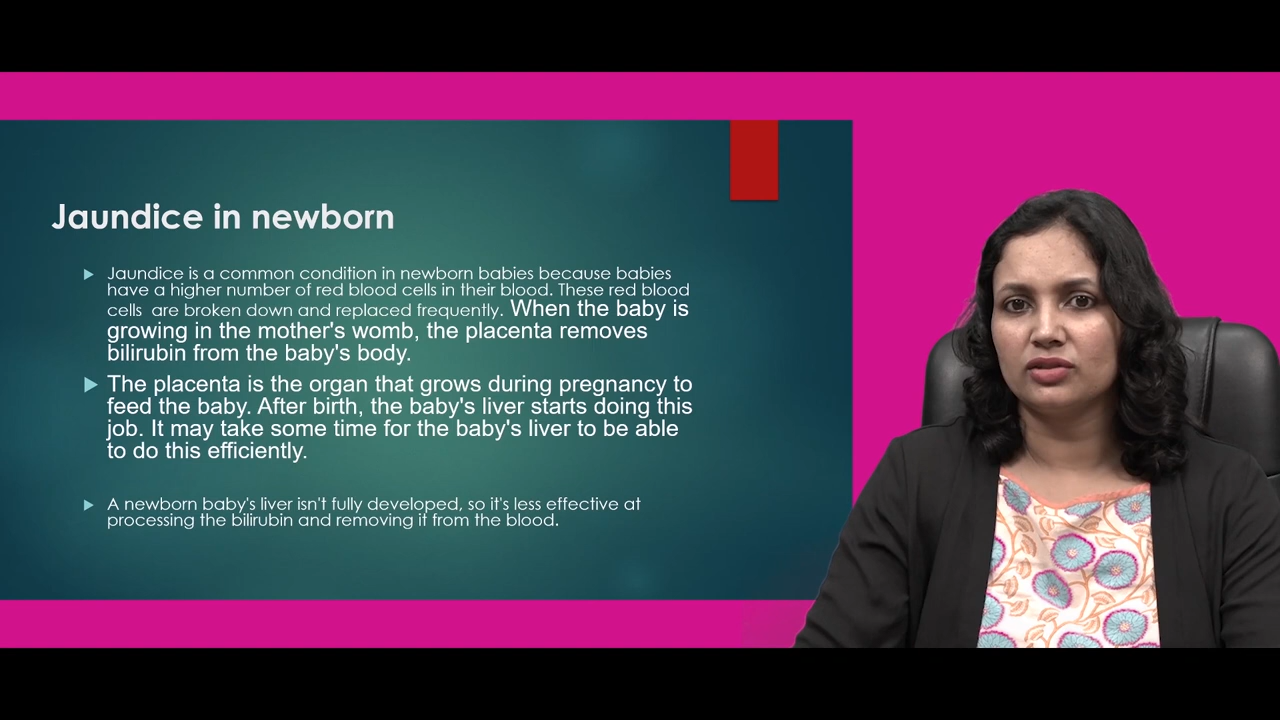 Jaundice in newborn
Jaundice is a common condition in newborn babies because babies
have a higher number of red blood cells in their blood. These red blood
cells  are broken down and replaced frequently. When the baby is
growing in the mother's womb, the placenta removes
bilirubin from the baby's body.
The placenta is the organ that grows during pregnancy to
feed the baby. After birth, the baby's liver starts doing this
job. It may take some time for the baby's liver to be able
to do this efficiently.
A newborn baby's liver isn't fully developed, so it's less effective at
processing the bilirubin and removing it from the blood.